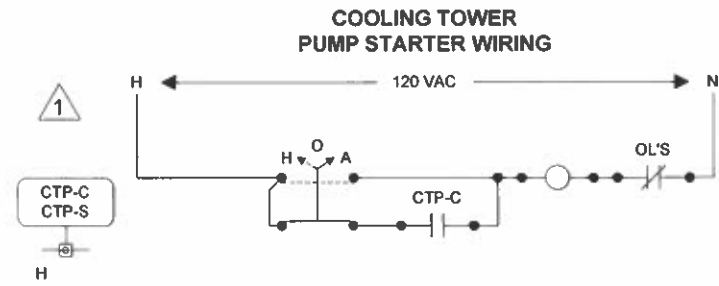 COOLING TOWER
PUMP STARTER WIRING
H 120 VAC N
1
H O A
OL'S
CTP-C
CTP-S
CTP-C
H